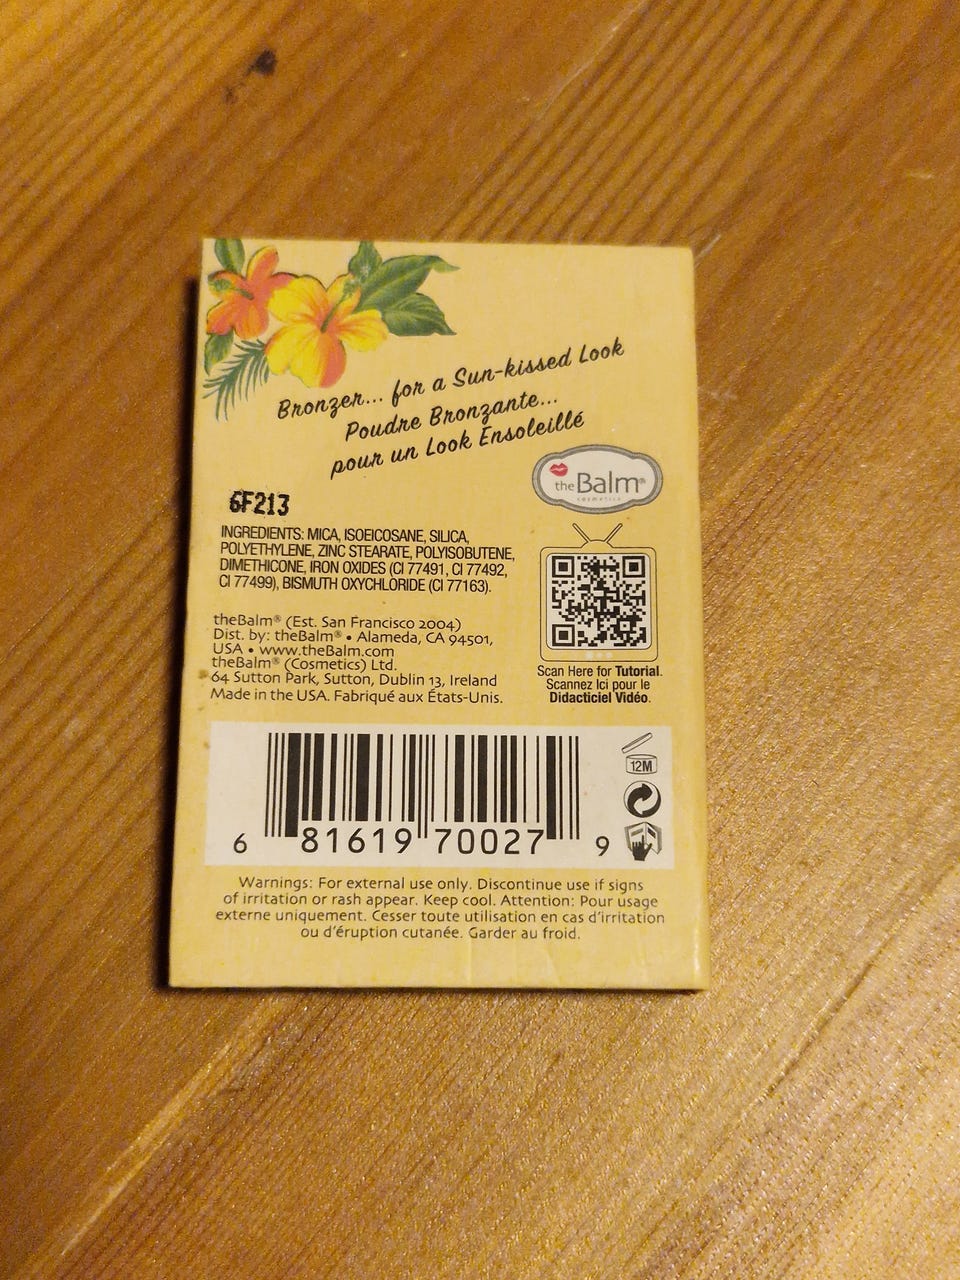 Bronzer... for a Sun-kissed Look
Poudre Bronzante...
pour un Look Ensoleillé
theBalm®
cosmetics
6F213
INGREDIENTS: MICA, ISOEICOSANE, SILICA,
POLYETHYLENE, ZINC STEARATE, POLYISOBUTENE,
DIMETHICONE, IRON OXIDES (CI 77491, CI 77492,
CI 77499), BISMUTH OXYCHLORIDE (CI 77163).
theBalm® (Est. San Francisco 2004)
Dist. by: theBalm® • Alameda, CA 94501,
USA • www.theBalm.com
theBalm® (Cosmetics) Ltd.
64 Sutton Park, Sutton, Dublin 13, Ireland
Made in the USA. Fabriqué aux États-Unis.
Scan Here for Tutorial.
Scannez Ici pour le
Didacticiel Vidéo.
12M
6 81619 70027 9
Warnings: For external use only. Discontinue use if signs
of irritation or rash appear. Keep cool. Attention: Pour usage
externe uniquement. Cesser toute utilisation en cas d'irritation
ou d'éruption cutanée. Garder au froid.